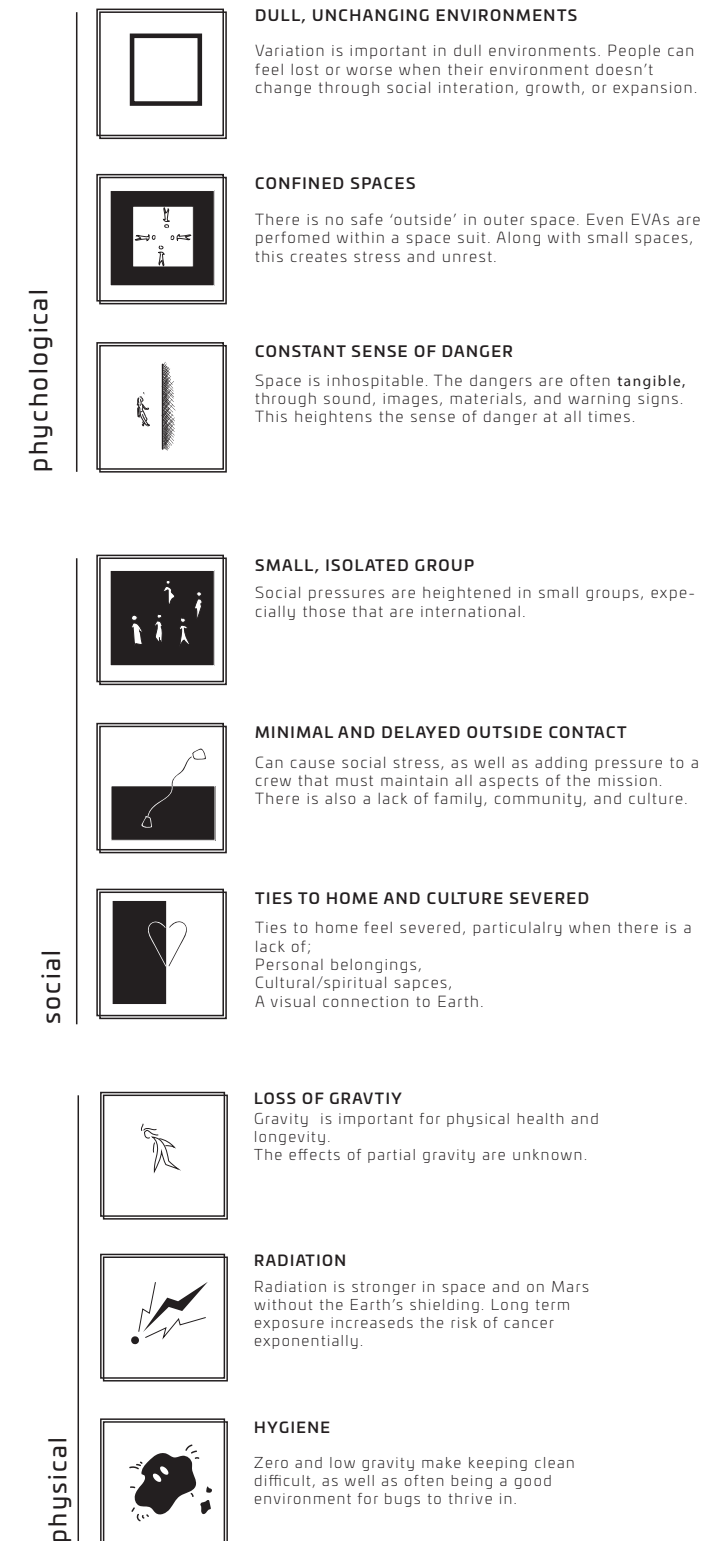 phychological
DULL, UNCHANGING ENVIRONMENTS
Variation is important in dull environments. People can
feel lost or worse when their environment doesn't
change through social interation, growth, or expansion.
CONFINED SPACES
There is no safe 'outside' in outer space. Even EVAs are
perfomed within a space suit. Along with small spaces,
this creates stress and unrest.
CONSTANT SENSE OF DANGER
Space is inhospitable. The dangers are often tangible,
through sound, images, materials, and warning signs.
This heightens the sense of danger at all times.
social
SMALL, ISOLATED GROUP
Social pressures are heightened in small groups, expe-
cially those that are international.
MINIMAL AND DELAYED OUTSIDE CONTACT
Can cause social stress, as well as adding pressure to a
crew that must maintain all aspects of the mission.
There is also a lack of family, community, and culture.
TIES TO HOME AND CULTURE SEVERED
Ties to home feel severed, particulalry when there is a
lack of;
Personal belongings,
Cultural/spiritual sapces,
A visual connection to Earth.
physical
LOSS OF GRAVTIY
Gravity  is important for physical health and
longevity.
The effects of partial gravity are unknown.
RADIATION
Radiation is stronger in space and on Mars
without the Earth's shielding. Long term
exposure increaseds the risk of cancer
exponentially.
HYGIENE
Zero and low gravity make keeping clean
difficult, as well as often being a good
environment for bugs to thrive in.